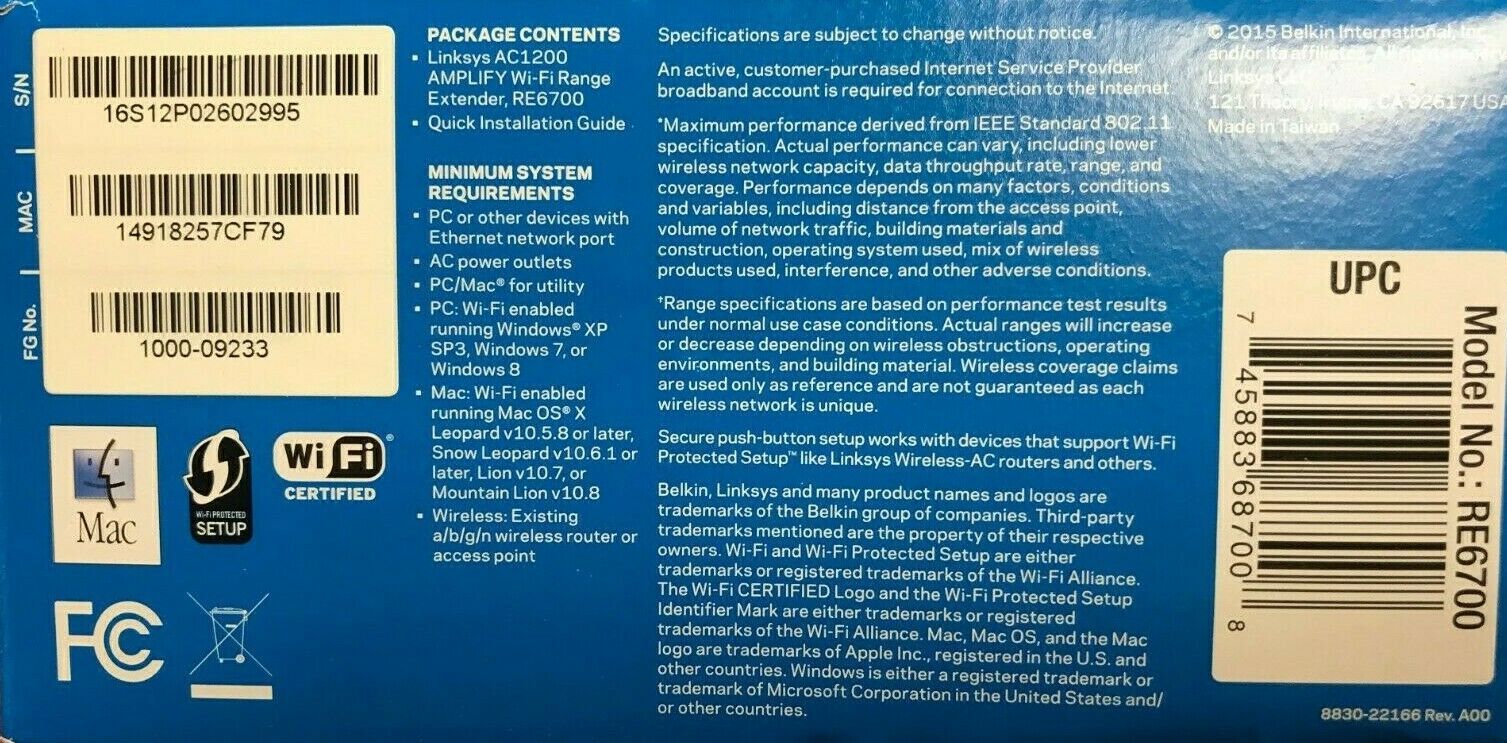 S/N
16S12P02602995
MAC
14918257CF79
FG No.
1000-09233
Mac
WI-FI PROTECTED
SETUP
Wi Fi®
CERTIFIED
FC
PACKAGE CONTENTS
• Linksys AC1200
AMPLIFY Wi-Fi Range
Extender, RE6700
• Quick Installation Guide
MINIMUM SYSTEM
REQUIREMENTS
• PC or other devices with
Ethernet network port
• AC power outlets
• PC/Mac® for utility
• PC: Wi-Fi enabled
running Windows® XP
SP3, Windows 7, or
Windows 8
• Mac: Wi-Fi enabled
running Mac OS® X
Leopard v10.5.8 or later,
Snow Leopard v10.6.1 or
later, Lion v10.7, or
Mountain Lion v10.8
• Wireless: Existing
a/b/g/n wireless router or
access point
Specifications are subject to change without notice.
An active, customer-purchased Internet Service Provider
broadband account is required for connection to the Internet.
*Maximum performance derived from IEEE Standard 802.11
specification. Actual performance can vary, including lower
wireless network capacity, data throughput rate, range, and
coverage. Performance depends on many factors, conditions
and variables, including distance from the access point,
volume of network traffic, building materials and
construction, operating system used, mix of wireless
products used, interference, and other adverse conditions.
†Range specifications are based on performance test results
under normal use case conditions. Actual ranges will increase
or decrease depending on wireless obstructions, operating
environments, and building material. Wireless coverage claims
are used only as reference and are not guaranteed as each
wireless network is unique.
Secure push-button setup works with devices that support Wi-Fi
Protected Setup™ like Linksys Wireless-AC routers and others.
Belkin, Linksys and many product names and logos are
trademarks of the Belkin group of companies. Third-party
trademarks mentioned are the property of their respective
owners. Wi-Fi and Wi-Fi Protected Setup are either
trademarks or registered trademarks of the Wi-Fi Alliance.
The Wi-Fi CERTIFIED Logo and the Wi-Fi Protected Setup
Identifier Mark are either trademarks or registered
trademarks of the Wi-Fi Alliance. Mac, Mac OS, and the Mac
logo are trademarks of Apple Inc., registered in the U.S. and
other countries. Windows is either a registered trademark or
trademark of Microsoft Corporation in the United States and/
or other countries.
© 2015 Belkin International, Inc.
and/or its affiliates. All
Linksys
121 Theory, Irvine, CA 92617 USA
Made in Taiwan
UPC
7 45883 68700 8
Model No.: RE6700
8830-22166 Rev. A00